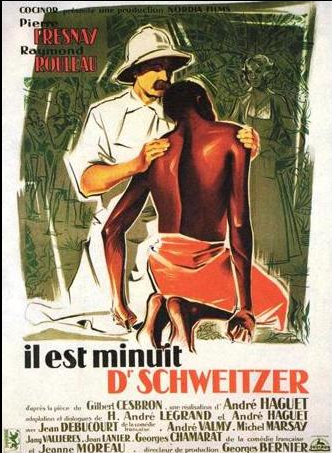 COCINOR présente une production NORDIA FILMS
Pierre
FRESNAY
Raymond
ROULEAU
il est minuit
Dr SCHWEITZER
d'après la pièce de Gilbert CESBRON, une réalisation d'André HAGUET
adaptation et dialogues de H. André LEGRAND et André HAGUET
avec Jean DEBUCOURT de la comédie française, André VALMY, Michel MARSAY
Jany VALLIERES, Joan LANIER, Georges CHAMARAT de la comédie française
et Jeanne MOREAU directeur de production Georges BERNIER